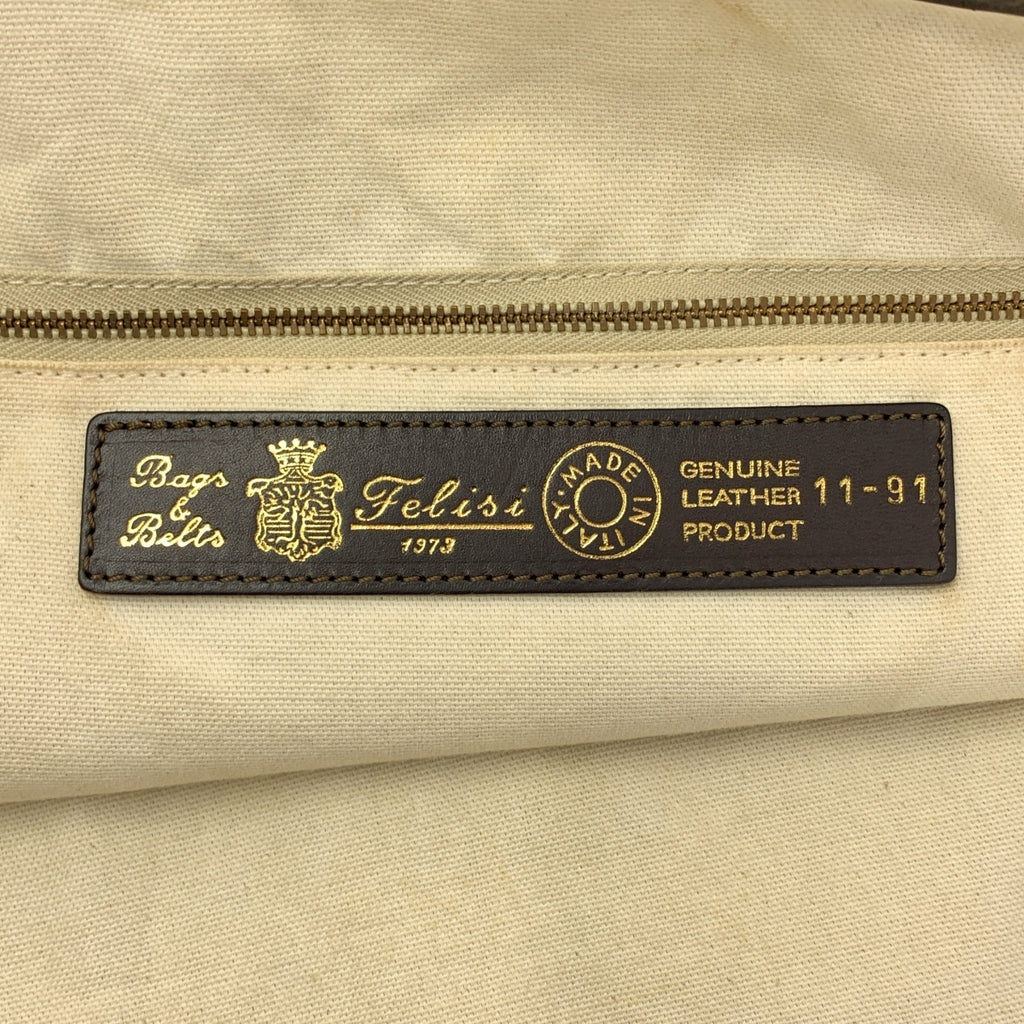 Bags
&
Belts
Felisi
1973
MADE IN ITALY
GENUINE
LEATHER
PRODUCT
11-91